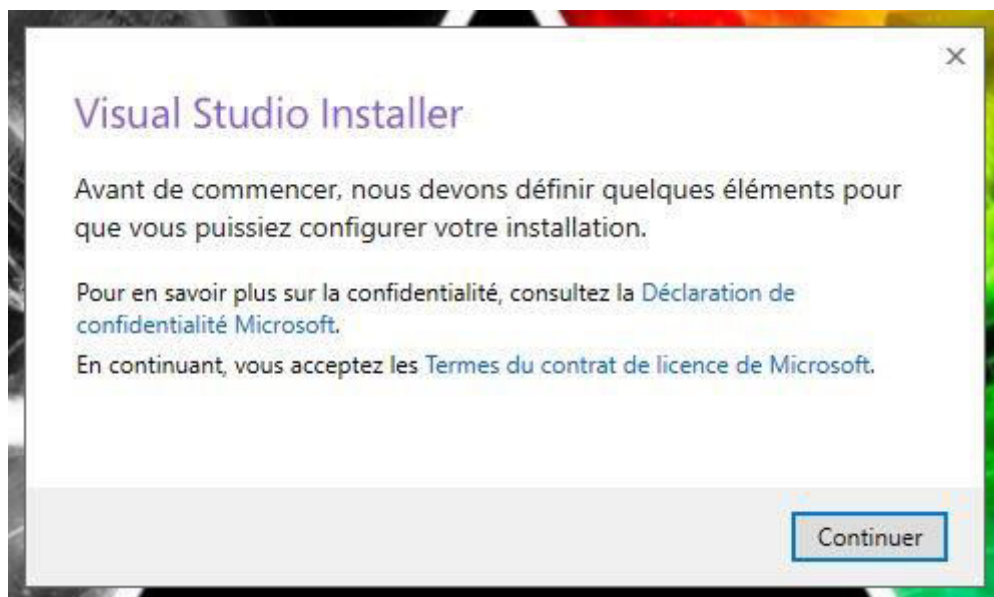 Visual Studio Installer
Avant de commencer, nous devons définir quelques éléments pour
que vous puissiez configurer votre installation.
Pour en savoir plus sur la confidentialité, consultez la Déclaration de
confidentialité Microsoft.
En continuant, vous acceptez les Termes du contrat de licence de Microsoft.
Continuer